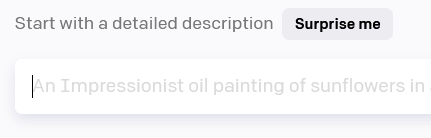 Start with a detailed description Surprise me
An Impressionist oil painting of sunflowers in